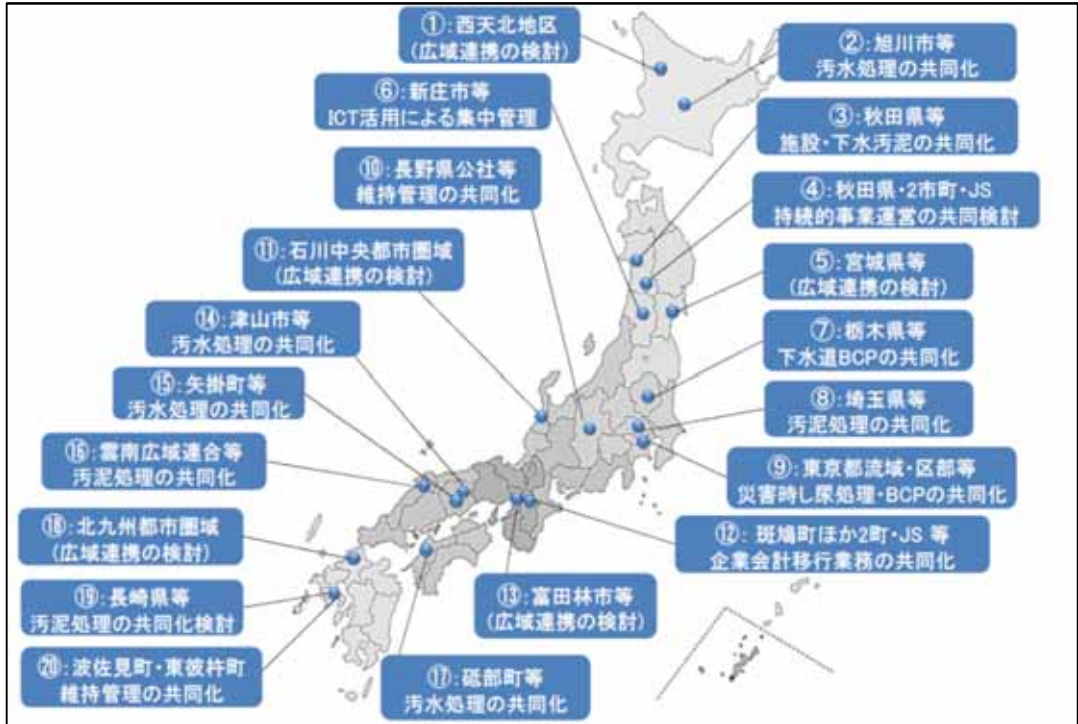 ①:西天北地区
(広域連携の検討)
②:旭川市等
汚水処理の共同化
⑥:新庄市等
ICT活用による集中管理
③:秋田県等
施設・下水汚泥の共同化
⑩:長野県公社等
維持管理の共同化
④:秋田県・2市町・JS
持続的事業運営の共同検討
⑪:石川中央都市圏域
(広域連携の検討)
⑤:宮城県等
(広域連携の検討)
⑭:津山市等
汚水処理の共同化
⑦:栃木県等
下水道BCPの共同化
⑮:矢掛町等
汚水処理の共同化
⑧:埼玉県等
汚泥処理の共同化
⑯:雲南広域連合等
汚泥処理の共同化
⑨:東京都流域・区部等
災害時し尿処理・BCPの共同化
⑱:北九州都市圏域
(広域連携の検討)
⑫:斑鳩町ほか2町・JS 等
企業会計移行業務の共同化
⑲:長崎県等
汚泥処理の共同化検討
⑬:富田林市等
(広域連携の検討)
⑳:波佐見町・東彼杵町
維持管理の共同化
⑰:砥部町等
汚水処理の共同化